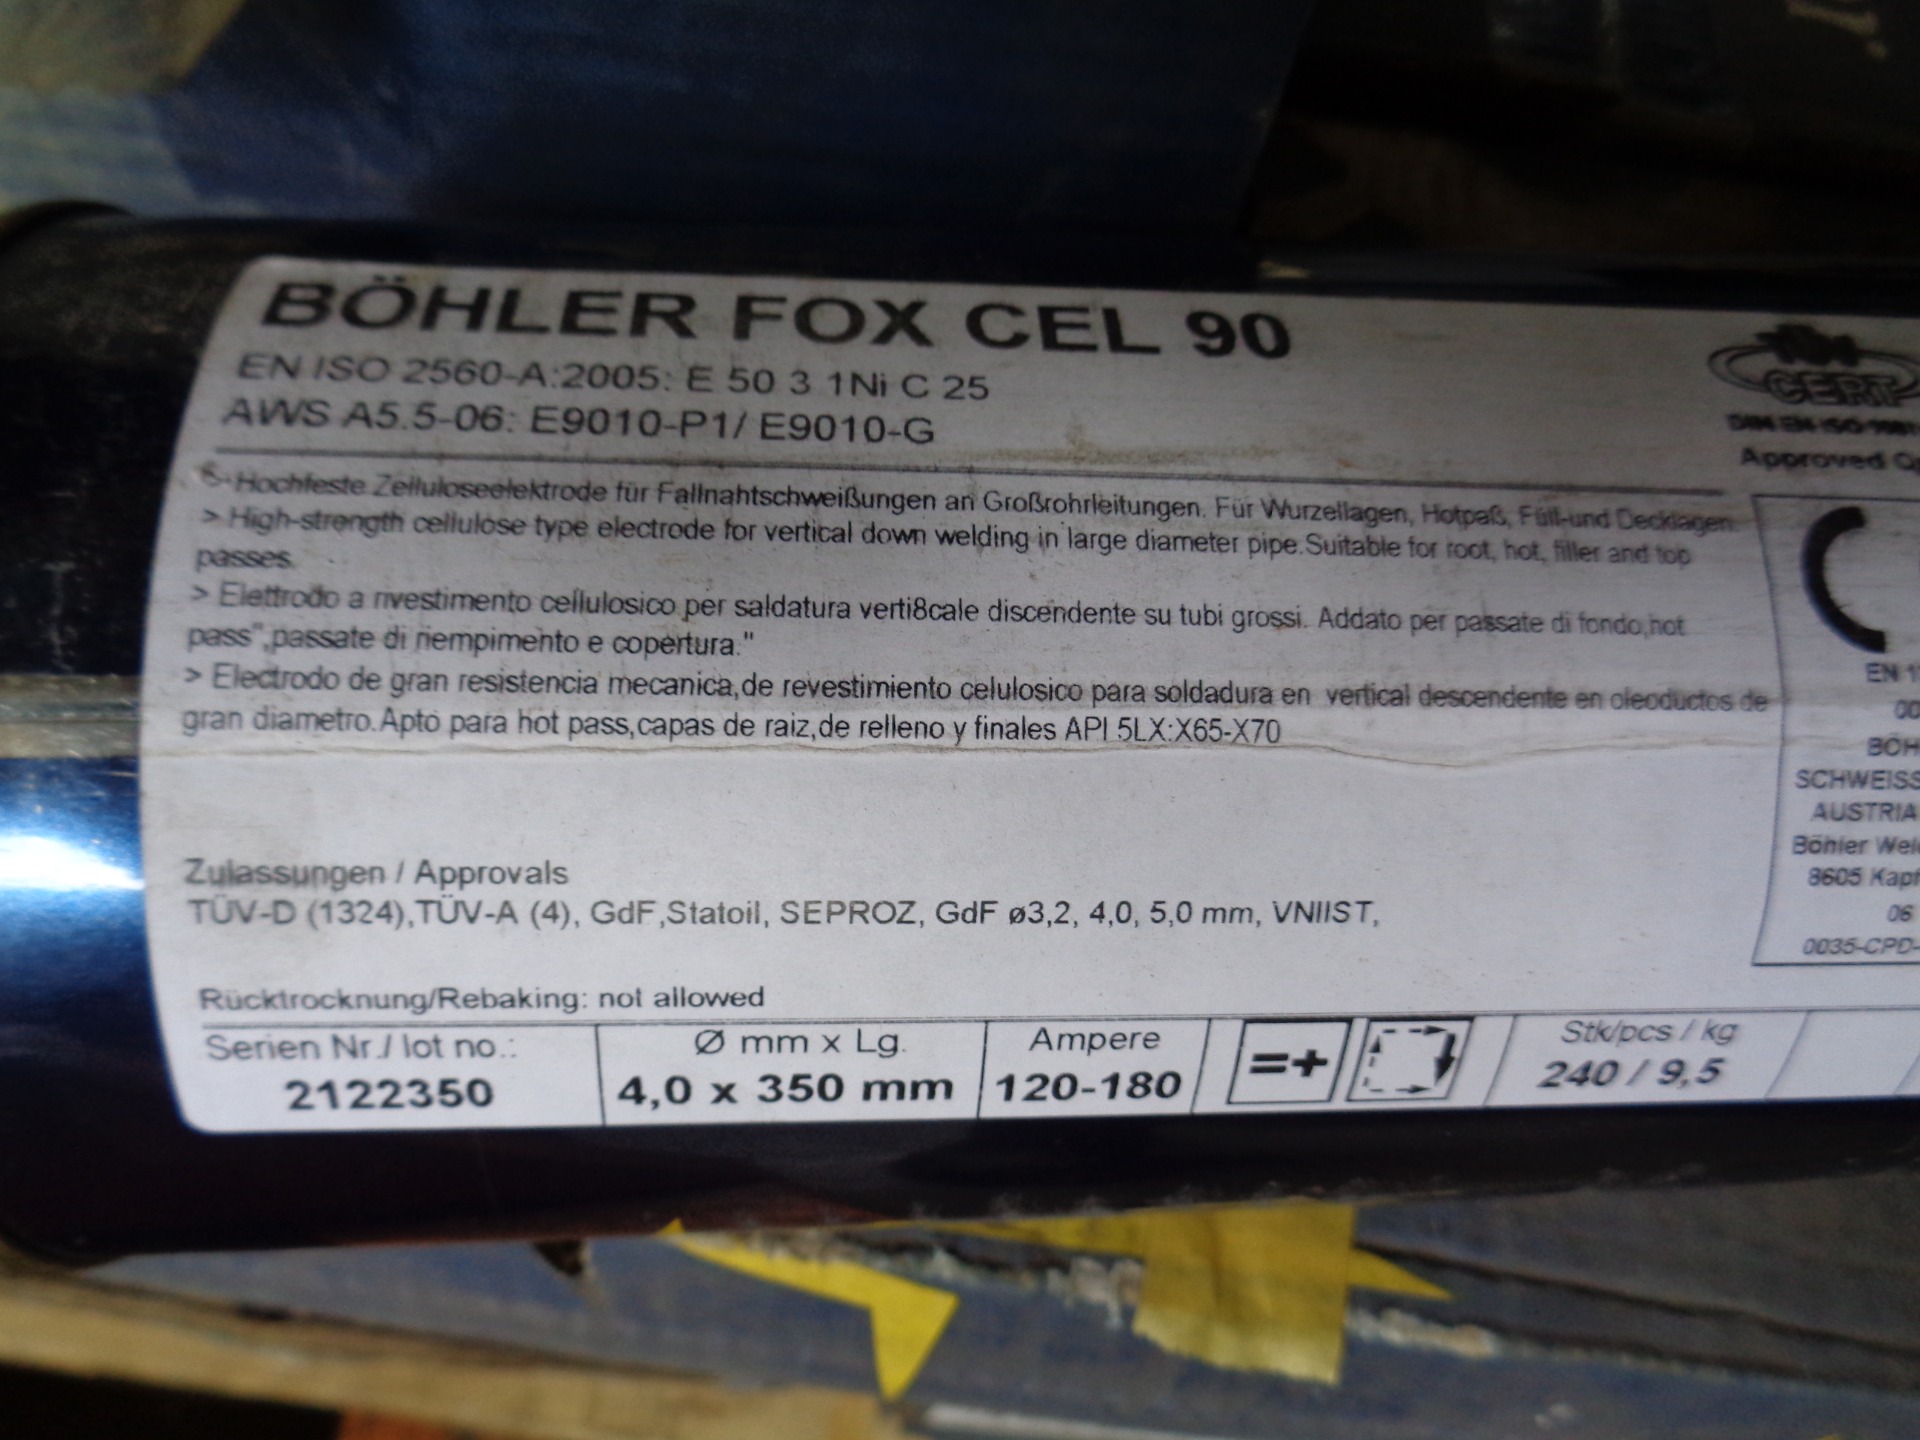 BÖHLER FOX CEL 90
EN ISO 2560-A:2005: E 50 3 1Ni C 25
AWS A5.5-06: E9010-P1/ E9010-G
TÜV
CERT
DIN EN ISO
Approved
Hochfeste Zelluloseelektrode für Fallnahtschweißungen an Großrohrleitungen. Für Wurzellagen, Hotpaß, Füll-und Decklagen.
> High-strength cellulose type electrode for vertical down welding in large diameter pipe.Suitable for root, hot, filler and top
passes.
> Elettrodo a rivestimento cellulosico per saldatura verti8cale discendente su tubi grossi. Addato per passate di fondo,hot
pass",passate di riempimento e copertura."
> Electrodo de gran resistencia mecanica,de revestimiento celulosico para soldadura en vertical descendente en oleoductos de
gran diametro.Apto para hot pass,capas de raiz,de relleno y finales API 5LX:X65-X70
EN 1
00
BÖH
SCHWEISS
AUSTRIA
Böhler Wel
8605 Kapf
06
0035-CPD-
Zulassungen / Approvals
TÜV-D (1324),TÜV-A (4), GdF,Statoil, SEPROZ, GdF ø3,2, 4,0, 5,0 mm, VNIIST,
Rücktrocknung/Rebaking: not allowed
Serien Nr./ lot no.: Ø mm x Lg. Ampere Stk/pcs / kg
2122350 4,0 x 350 mm 120-180 =+ 240 / 9,5